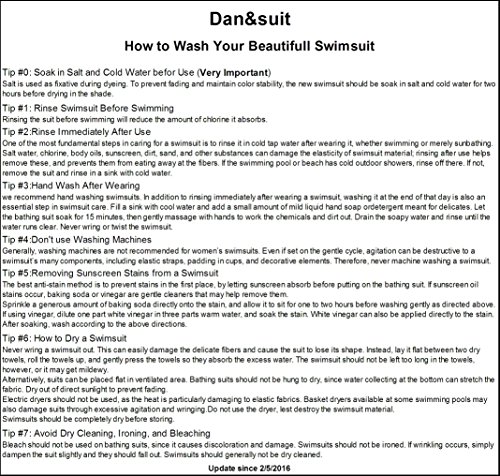 Dan&suit
How to Wash Your Beautifull Swimsuit
Tip #0: Soak in Salt and Cold Water befor Use (Very Important)
Salt is used as fixative during dyeing. To prevent fading and maintain color stability, the new swimsuit should be soak in salt and cold water for two
hours before drying in the shade.
Tip #1: Rinse Swimsuit Before Swimming
Rinsing the suit before swimming will reduce the amount of chlorine it absorbs.
Tip #2:Rinse Immediately After Use
One of the most fundamental steps in caring for a swimsuit is to rinse it in cold tap water after wearing it, whether swimming or merely sunbathing.
Salt water, chlorine, body oils, sunscreen, dirt, sand, and other substances can damage the elasticity of swimsuit material; rinsing after use helps
remove these, and prevents them from eating away at the fibers. If the swimming pool or beach has cold outdoor showers, rinse off there. If not,
remove the suit and rinse in a sink with cold water.
Tip #3:Hand Wash After Wearing
we recommend hand washing swimsuits. In addition to rinsing immediately after wearing a swimsuit, washing it at the end of that day is also an
essential step in swimsuit care. Fill a sink with cool water and add a small amount of mild liquid hand soap ordetergent meant for delicates. Let
the bathing suit soak for 15 minutes, then gently massage with hands to work the chemicals and dirt out. Drain the soapy water and rinse until the
water runs clear. Never wring or twist the swimsuit.
Tip #4:Don't use Washing Machines
Generally, washing machines are not recommended for women's swimsuits. Even if set on the gentle cycle, agitation can be destructive to a
swimsuit's many components, including elastic straps, padding in cups, and decorative elements. Therefore, never machine washing a swimsuit.
Tip #5:Removing Sunscreen Stains from a Swimsuit
The best anti-stain method is to prevent stains in the first place, by letting sunscreen absorb before putting on the bathing suit. If sunscreen oil
stains occur, baking soda or vinegar are gentle cleaners that may help remove them.
Sprinkle a generous amount of baking soda directly onto the stain, and allow it to sit for one to two hours before washing gently as directed above.
If using vinegar, dilute one part white vinegar in three parts warm water, and soak the stain. White vinegar can also be applied directly to the stain.
After soaking, wash according to the above directions.
Tip #6: How to Dry a Swimsuit
Never wring a swimsuit out. This can easily damage the delicate fibers and cause the suit to lose its shape. Instead, lay it flat between two dry
towels, roll the towels up, and gently press the towels so they absorb the excess water. The swimsuit should not be left too long in the towels,
however, or it may get mildewy.
Alternatively, suits can be placed flat in ventilated area. Bathing suits should not be hung to dry, since water collecting at the bottom can stretch the
fabric. Dry out of direct sunlight to prevent fading.
Electric dryers should not be used, as the heat is particularly damaging to elastic fabrics. Basket dryers available at some swimming pools may
also damage suits through excessive agitation and wringing.Do not use the dryer, lest destroy the swimsuit material.
Swimsuits should be completely dry before storing.
Tip #7: Avoid Dry Cleaning, Ironing, and Bleaching
Bleach should not be used on bathing suits, since it causes discoloration and damage. Swimsuits should not be ironed. If wrinkling occurs, simply
dampen the suit slightly and they should fall out. Swimsuits should generally not be dry cleaned.
Update since 2/5/2016